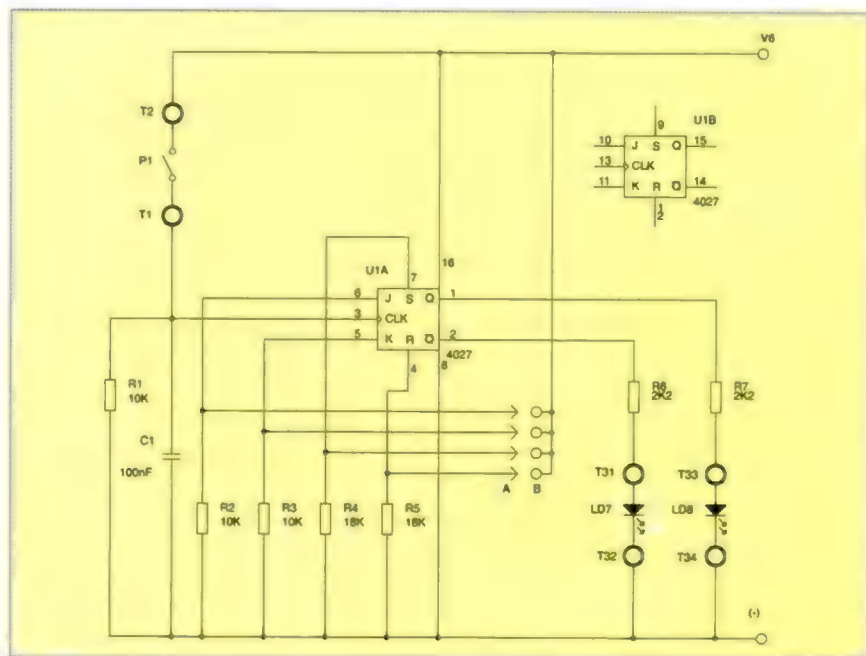 V6
T2
P1
T1
9
U1B
10 J S Q 15
13 CLK
11 K R Q 14
1
2
4027
U1A
7
16
6 J S Q 1
3 CLK
5 K R Q 2
4
4027
8
R1
10K
C1
100nF
R2
10K
R3
10K
R4
18K
R5
18K
A B
R6
2K2
R7
2K2
T31
T33
LD7
LD8
T32
T34
(-)